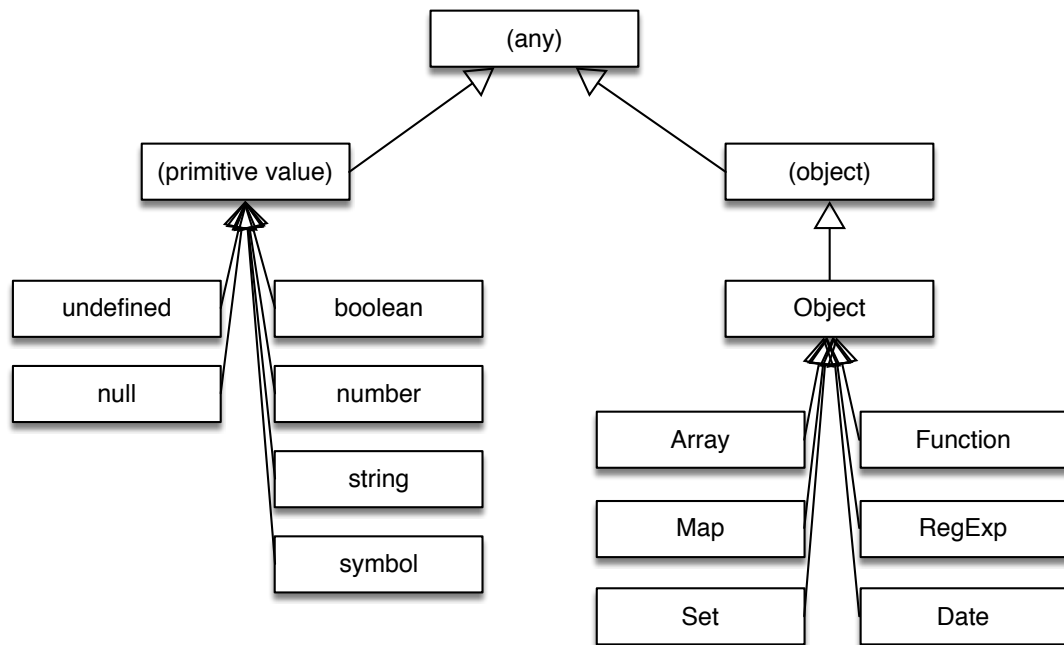 (any)
(primitive value)
(object)
undefined
boolean
Object
null
number
Array
Function
string
Map
RegExp
symbol
Set
Date